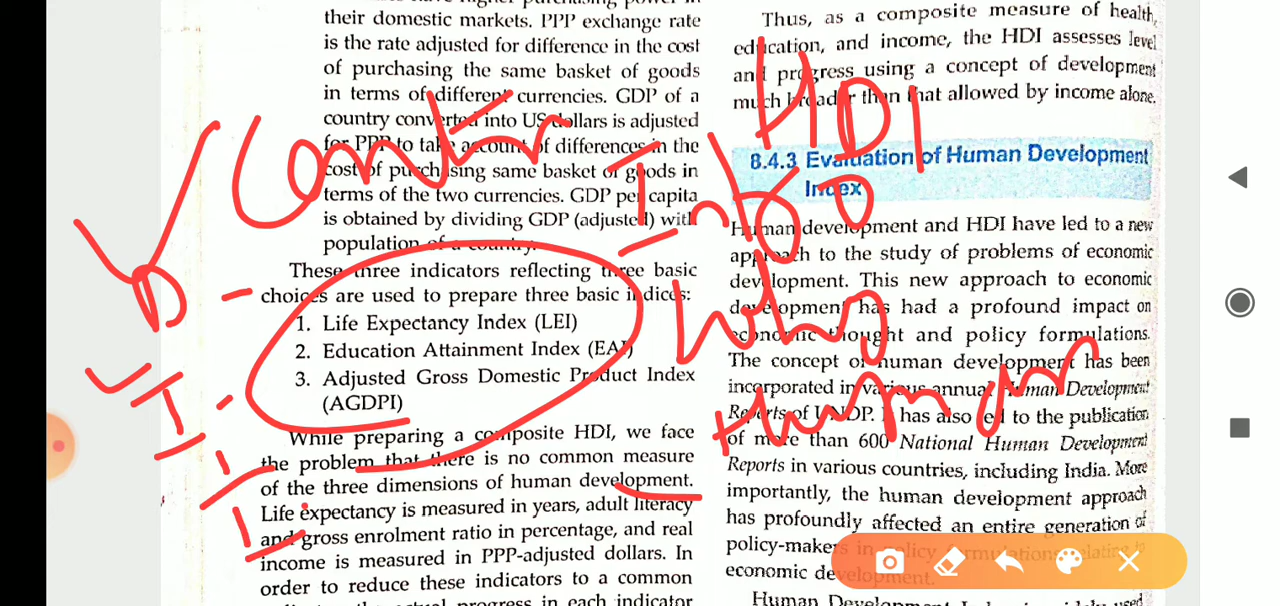 their domestic markets. PPP exchange rate
is the rate adjusted for difference in the cost
of purchasing the same basket of goods
in terms of different currencies. GDP of a
country converted into US dollars is adjusted
for PPP to take account of differences in the
cost of purchasing same basket of goods in
terms of the two currencies. GDP per capita
is obtained by dividing GDP (adjusted) with
population of a country.
These three indicators reflecting three basic
choices are used to prepare three basic indices:
1. Life Expectancy Index (LEI)
2. Education Attainment Index (EAI)
3. Adjusted Gross Domestic Product Index
(AGDPI)
While preparing a composite HDI, we face
the problem that there is no common measure
of the three dimensions of human development.
Life expectancy is measured in years, adult literacy
and gross enrolment ratio in percentage, and real
income is measured in PPP-adjusted dollars. In
order to reduce these indicators to a common
progress in each indicator
Thus, as a composite measure of health,
education, and income, the HDI assesses level
and progress using a concept of development
much broader than that allowed by income alone.
8.4.3 Evaluation of Human Development
Index
Human development and HDI have led to a new
approach to the study of problems of economic
development. This new approach to economic
development has had a profound impact on
economic thought and policy formulations.
The concept of human development has been
incorporated in various annual Human Development
Reports of UNDP. It has also led to the publication
of more than 600 National Human Development
Reports in various countries, including India. More
importantly, the human development approach
has profoundly affected an entire generation of
policy-makers in policy formulations relating to
economic development.
Human Development
HDI